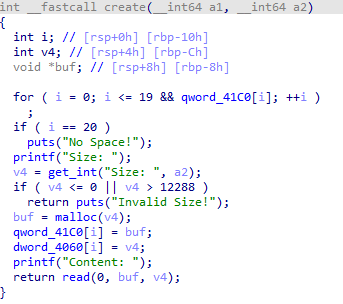 int __fastcall create(__int64 a1, __int64 a2)
{
  int i; // [rsp+0h] [rbp-10h]
  int v4; // [rsp+4h] [rbp-Ch]
  void *buf; // [rsp+8h] [rbp-8h]

  for ( i = 0; i <= 19 && qword_41C0[i]; ++i )
    ;
  if ( i == 20 )
    puts("No Space!");
  printf("Size: ");
  v4 = get_int("Size: ", a2);
  if ( v4 <= 0 || v4 > 12288 )
    return puts("Invalid Size!");
  buf = malloc(v4);
  qword_41C0[i] = buf;
  dword_4060[i] = v4;
  printf("Content: ");
  return read(0, buf, v4);
}